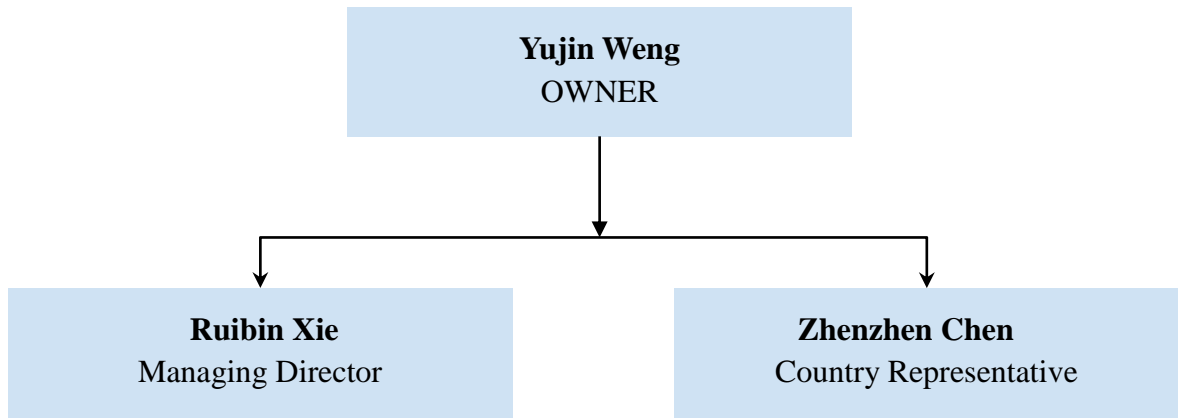 Yujin Weng
OWNER
Ruibin Xie
Managing Director
Zhenzhen Chen
Country Representative